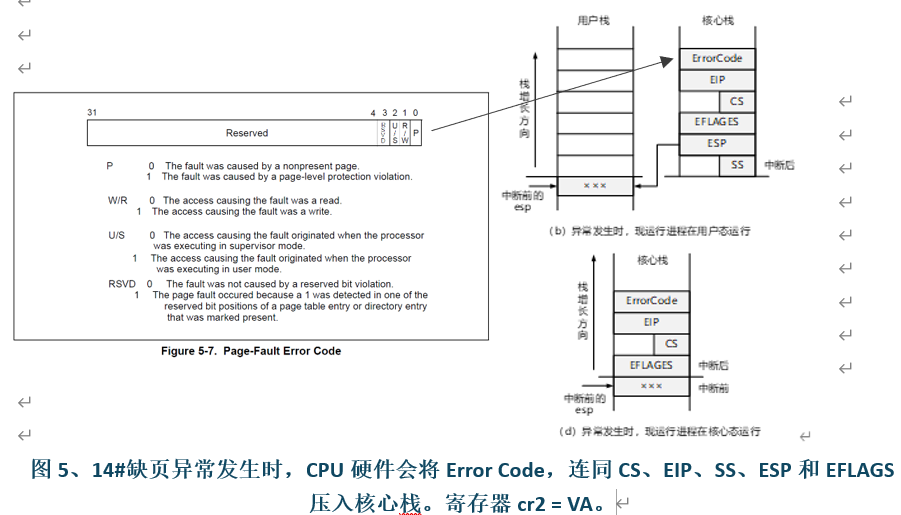 31
4 3 2 1 0
Reserved
RSVD
U/S
R/W
P
P 0 The fault was caused by a nonpresent page.
1 The fault was caused by a page-level protection violation.
W/R 0 The access causing the fault was a read.
1 The access causing the fault was a write.
U/S 0 The access causing the fault originated when the processor
was executing in supervisor mode.
1 The access causing the fault originated when the processor
was executing in user mode.
RSVD 0 The fault was not caused by a reserved bit violation.
1 The page fault occured because a 1 was detected in one of the
reserved bit positions of a page table entry or directory entry
that was marked present.
Figure 5-7. Page-Fault Error Code
用户栈
核心栈
栈增长方向
ErrorCode
EIP
CS
EFLAGES
ESP
SS
中断后
×××
中断前的
esp
(b) 异常发生时，现运行进程在用户态运行
核心栈
栈增长方向
ErrorCode
EIP
CS
EFLAGES
中断后
×××
中断前
中断前的
esp
(d) 异常发生时，现运行进程在核心态运行
图 5、14#缺页异常发生时，CPU 硬件会将 Error Code，连同 CS、EIP、SS、ESP 和 EFLAGS
压入核心栈。寄存器 cr2 = VA。